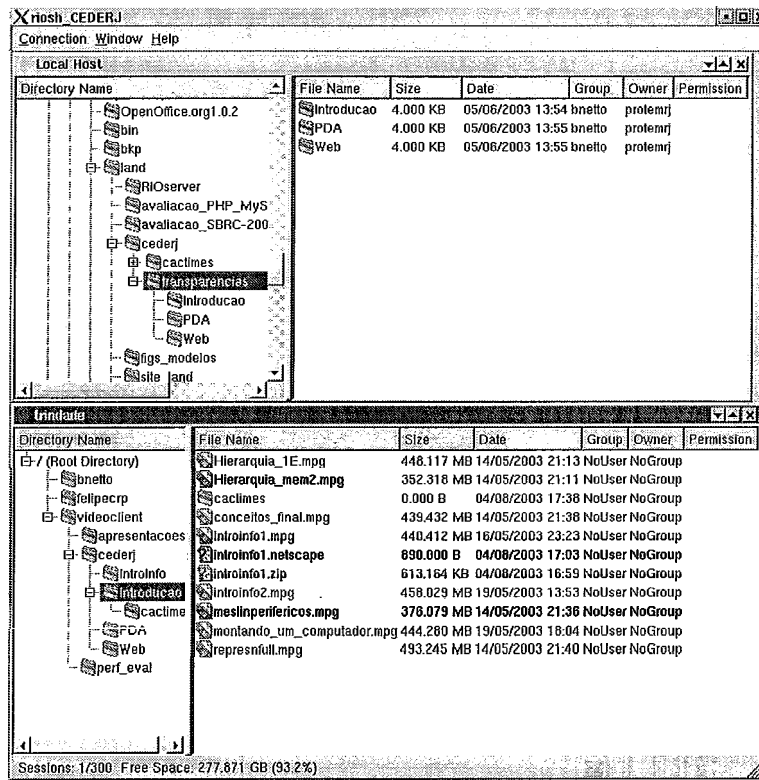 riosh_CEDERJ
Connection Window Help
Local Host
Directory Name
OpenOffice.org1.0.2
bin
bkp
land
RIOserver
avaliacao_PHP_MyS
avaliacao_SBRC-200
cederj
cactimes
transparencias
Introducao
PDA
Web
figs_modelos
site_land
File Name Size Date Group Owner Permission
Introducao 4.000 KB 05/06/2003 13:54 bnetto protemrj
PDA 4.000 KB 05/06/2003 13:55 bnetto protemrj
Web 4.000 KB 05/06/2003 13:55 bnetto protemrj
trindade
Directory Name
/ (Root Directory)
bnetto
felipecrp
videoclient
apresentacoes
cederj
IntroInfo
Introducao
cactime
PDA
Web
perf_eval
File Name Size Date Group Owner Permission
Hierarquia_1E.mpg 448.117 MB 14/05/2003 21:13 NoUser NoGroup
Hierarquia_mem2.mpg 352.318 MB 14/05/2003 21:11 NoUser NoGroup
cactimes 0.000 B 04/08/2003 17:38 NoUser NoGroup
conceitos_final.mpg 439.432 MB 14/05/2003 21:38 NoUser NoGroup
introinfo1.mpg 440.412 MB 16/05/2003 23:23 NoUser NoGroup
introinfo1.netscape 890.000 B 04/08/2003 17:03 NoUser NoGroup
introinfo1.zip 613.164 KB 04/08/2003 16:59 NoUser NoGroup
introinfo2.mpg 458.029 MB 19/05/2003 13:53 NoUser NoGroup
meslinperifericos.mpg 376.079 MB 14/05/2003 21:36 NoUser NoGroup
montando_um_computador.mpg 444.280 MB 19/05/2003 18:04 NoUser NoGroup
represnfull.mpg 493.245 MB 14/05/2003 21:40 NoUser NoGroup
Sessions: 1/300 Free Space: 277.671 GB (93.2%)